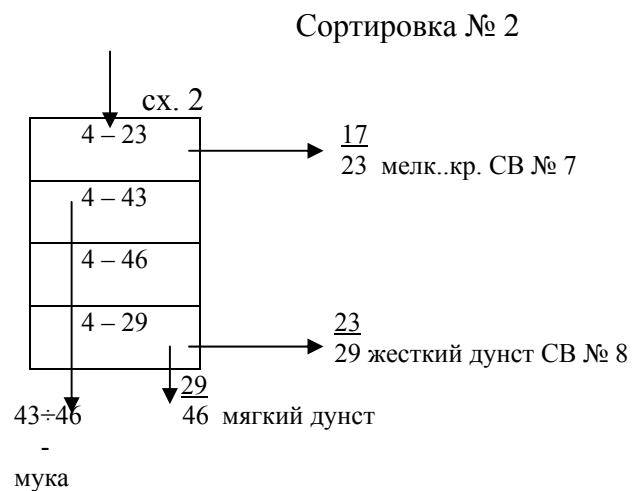 Сортировка № 2
сх. 2
4 – 23
17
23 мелк..кр. СВ № 7
4 – 43
4 – 46
4 – 29
23
29 жесткий дунст СВ № 8
29
43÷46
46 мягкий дунст
-
мука